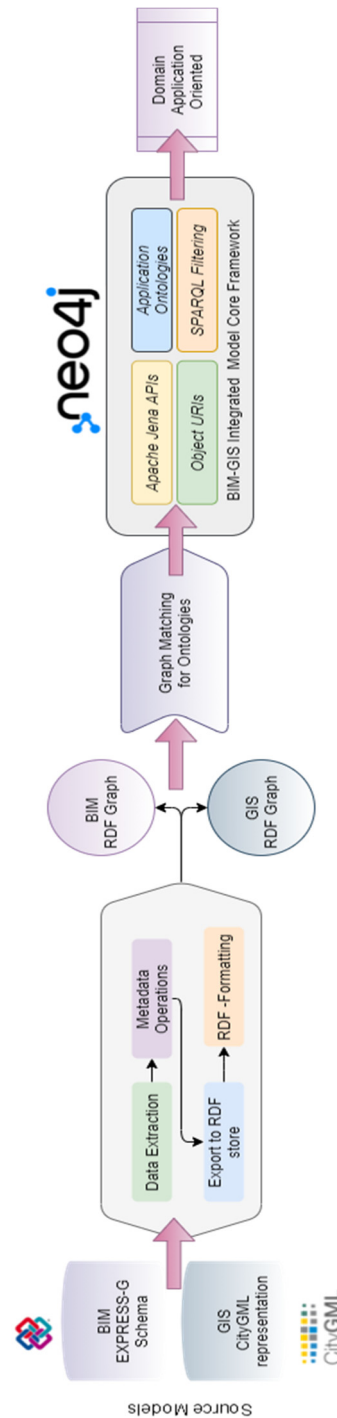 Source Models
BIM
EXPRESS-G
Schema
GIS
CityGML
representation
CityGML
Data Extraction
Metadata
Operations
Export to RDF
store
RDF -Formatting
BIM
RDF Graph
GIS
RDF Graph
Graph Matching
for Ontologies
neo4j
Apache Jena APIs
Application
Ontologies
Object URIs
SPARQL Filtering
BIM-GIS Integrated Model Core Framework
Domain
Application
Oriented